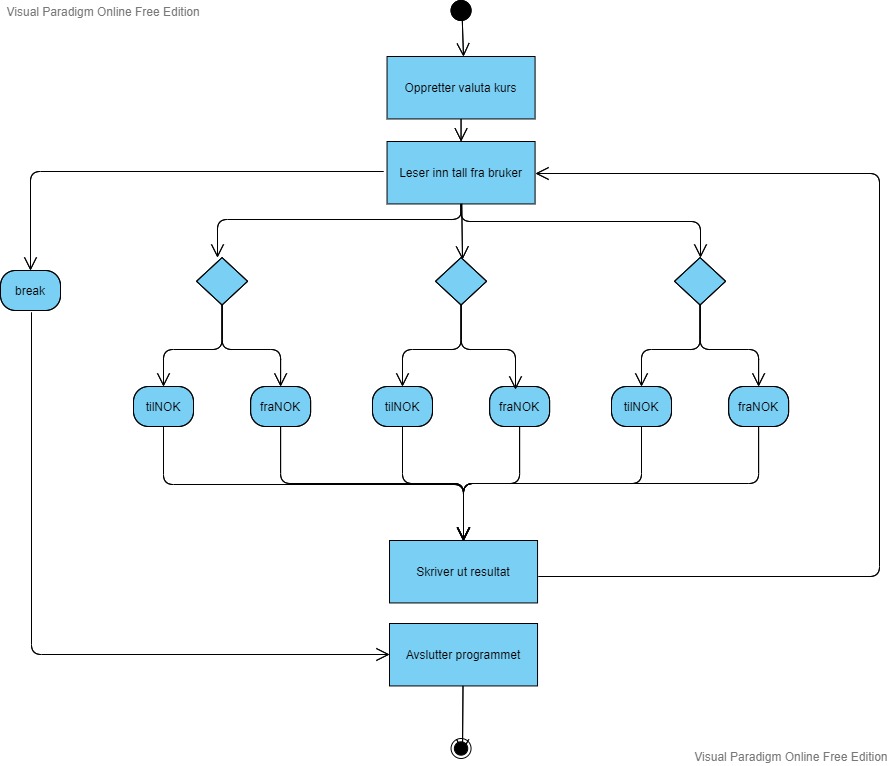 Visual Paradigm Online Free Edition
Oppretter valuta kurs
Leser inn tall fra bruker
break
tilNOK
fraNOK
tilNOK
fraNOK
tilNOK
fraNOK
Skriver ut resultat
Avslutter programmet
Visual Paradigm Online Free Edition